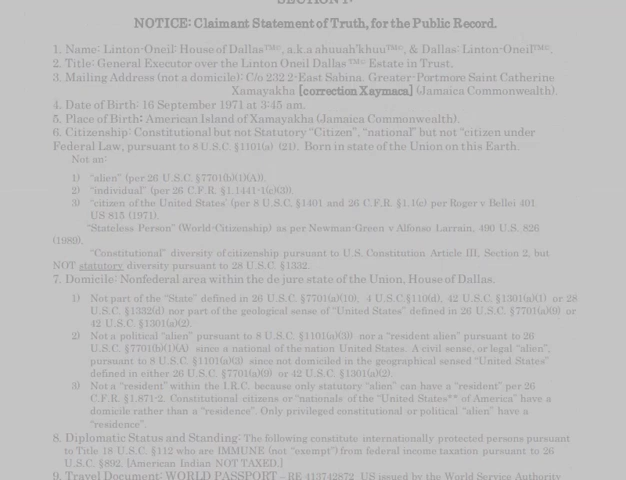 SECTION I:
NOTICE: Claimant Statement of Truth, for the Public Record.
1. Name: Linton-Oneil: House of Dallas™©, a.k.a ahuuah'khuu™©, & Dallas: Linton-Oneil™©.
2. Title: General Executor over the Linton Oneil Dallas ™© Estate in Trust.
3. Mailing Address (not a domicile): C/o 232 2-East Sabina. Greater-Portmore Saint Catherine
Xamayakha [correction Xaymaca] (Jamaica Commonwealth).
4. Date of Birth: 16 September 1971 at 3:45 am.
5. Place of Birth: American Island of Xamayakha (Jamaica Commonwealth).
6. Citizenship: Constitutional but not Statutory "Citizen", "national" but not "citizen under
Federal Law, pursuant to 8 U.S.C. §1101(a) (21). Born in state of the Union on this Earth.
Not an:
1) "alien" (per 26 U.S.C. §7701(b)(1)(A)).
2) "individual" (per 26 C.F.R. §1.1441-1(c)(3)).
3) "citizen of the United States' (per 8 U.S.C. §1401 and 26 C.F.R. §1.1(c) per Roger v Bellei 401
US 815 (1971).
"Stateless Person" (World-Citizenship) as per Newman-Green v Alfonso Larrain, 490 U.S. 826
(1989).
"Constitutional" diversity of citizenship pursuant to U.S. Constitution Article III, Section 2, but
NOT statutory diversity pursuant to 28 U.S.C. §1332.
7. Domicile: Nonfederal area within the de jure state of the Union, House of Dallas.
1) Not part of the "State" defined in 26 U.S.C. §7701(a)(10), 4 U.S.C §110(d), 42 U.S.C. §1301(a)(1) or 28
U.S.C. §1332(d) nor part of the geological sense of "United States" defined in 26 U.S.C. §7701(a)(9) or
42 U.S.C. §1301(a)(2).
2) Not a political "alien" pursuant to 8 U.S.C. §1101(a)(3)) nor a "resident alien" pursuant to 26
U.S.C. §7701(b)(1)(A) since a national of the nation United States. A civil sense, or legal "alien",
pursuant to 8 U.S.C. §1101(a)(3) since not domiciled in the geological sensed "United States"
defined in either 26 U.S.C. §7701(a)(9) or 42 U.S.C. §1301(a)(2).
3) Not a "resident" within the I.R.C. because only statutory "alien" can have a "resident" per 26
C.F.R. §1.871-2. Constitutional citizens or "nationals of the "United States** of America" have a
domicile rather than a "residence". Only privileged constitutional or political "alien" have a
"residence".
8. Diplomatic Status and Standing: The following constitute internationally protected persons pursuant
to Title 18 U.S.C. §112 who are IMMUNE (not "exempt") from federal income taxation pursuant to 26
U.S.C. §892. [American Indian NOT TAXED.]
9. Travel Document: WORLD PASSPORT – RE 413742872 US issued by the World Service Authority